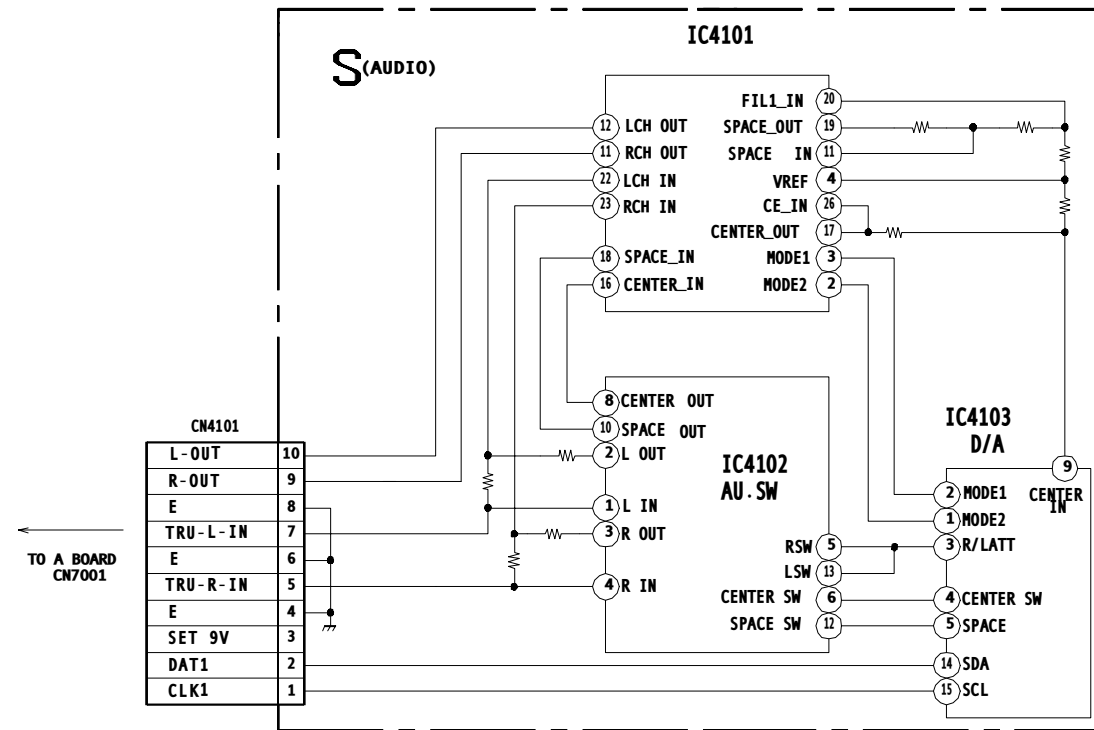 S (AUDIO)
IC4101
12 LCH OUT
11 RCH OUT
22 LCH IN
23 RCH IN
18 SPACE_IN
16 CENTER_IN
FIL1_IN 20
SPACE_OUT 19
SPACE IN 11
VREF 4
CE_IN 26
CENTER_OUT 17
MODE1 3
MODE2 2
8 CENTER OUT
10 SPACE OUT
2 L OUT
1 L IN
3 R OUT
4 R IN
IC4102
AU.SW
RSW 5
LSW 13
CENTER SW 6
SPACE SW 12
IC4103
D/A
9
CENTER
IN
2 MODE1
1 MODE2
3 R/LATT
4 CENTER SW
5 SPACE
14 SDA
15 SCL
CN4101
L-OUT 10
R-OUT 9
E 8
TRU-L-IN 7
E 6
TRU-R-IN 5
E 4
SET 9V 3
DAT1 2
CLK1 1
TO A BOARD
CN7001